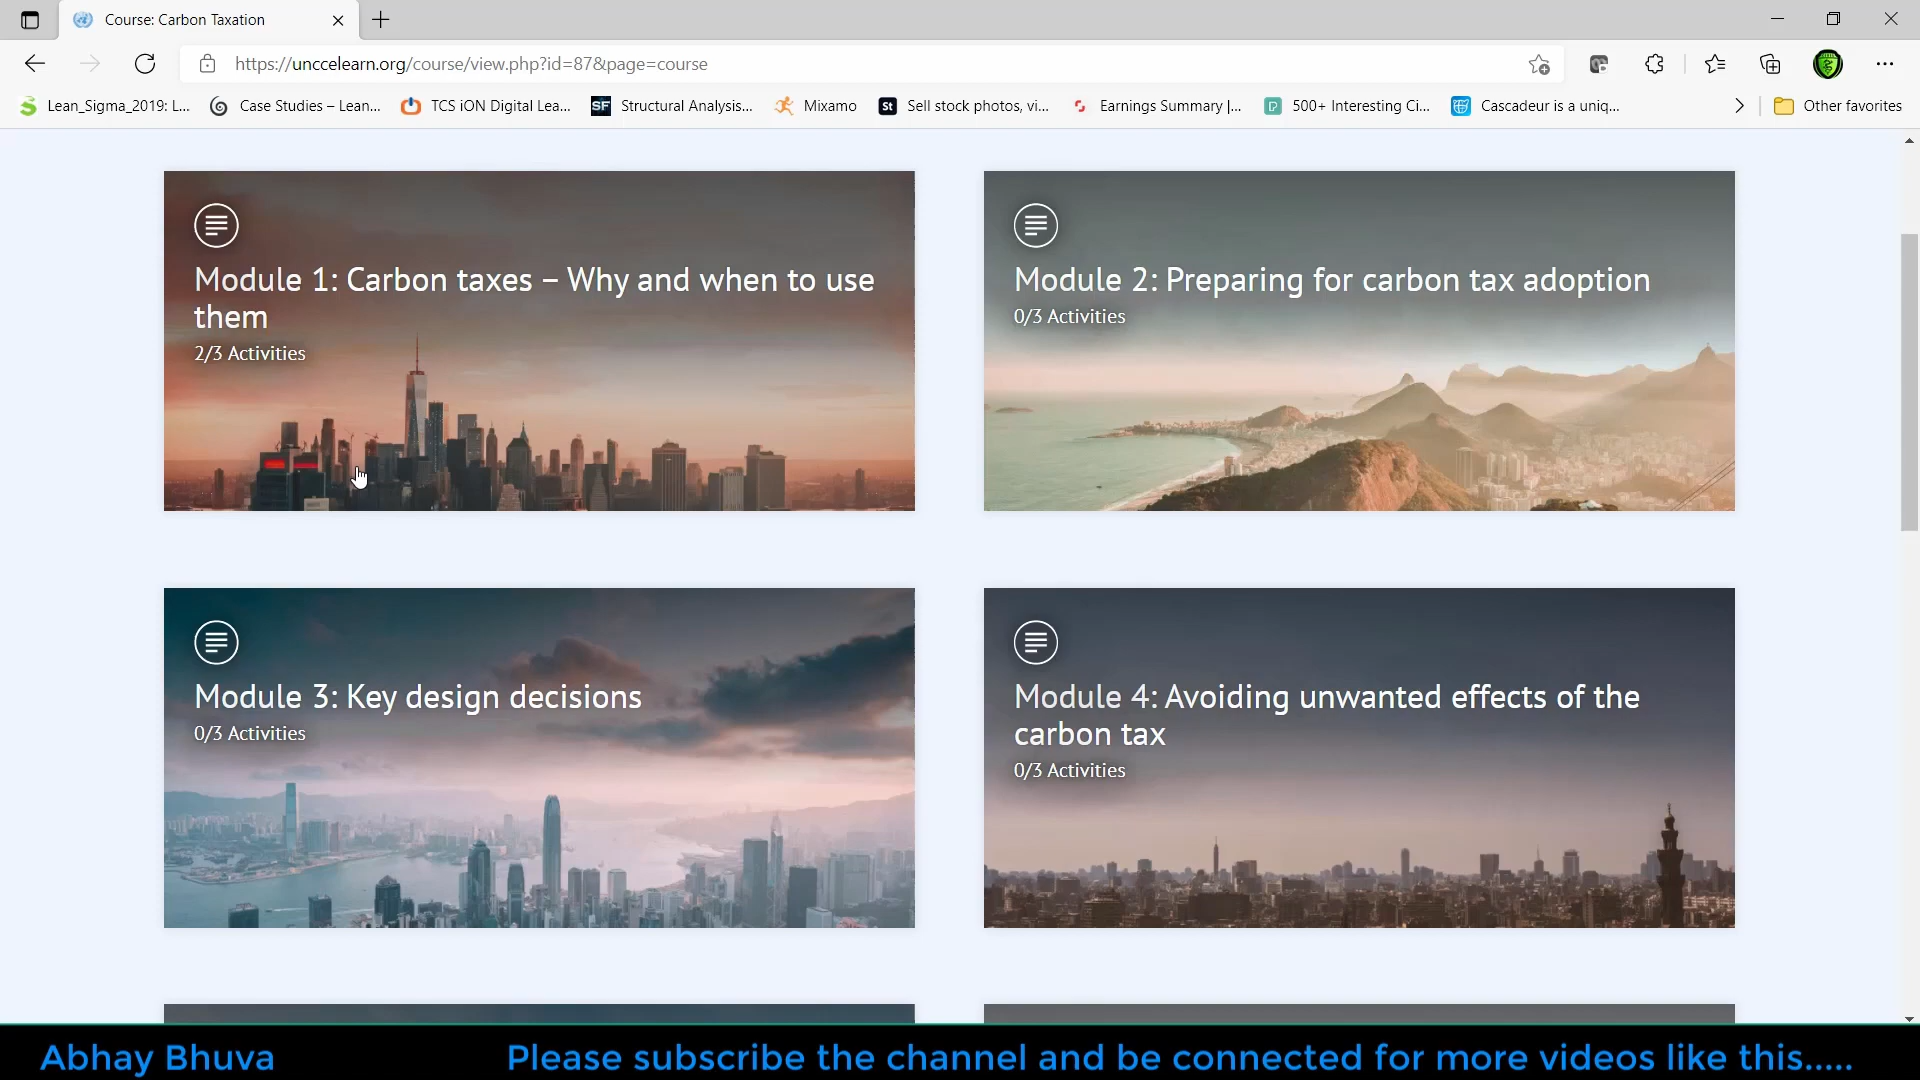 Course: Carbon Taxation
https://unccelearn.org/course/view.php?id=87&page=course
Lean_Sigma_2019: L...
Case Studies – Lean...
TCS iON Digital Lea...
SF
Structural Analysis...
Mixamo
St
Sell stock photos, vi...
Earnings Summary |...
500+ Interesting Ci...
Cascadeur is a uniq...
Other favorites
Module 1: Carbon taxes – Why and when to use
them
2/3 Activities
Module 2: Preparing for carbon tax adoption
0/3 Activities
Module 3: Key design decisions
0/3 Activities
Module 4: Avoiding unwanted effects of the
carbon tax
0/3 Activities
Abhay Bhuva
Please subscribe the channel and be connected for more videos like this.....